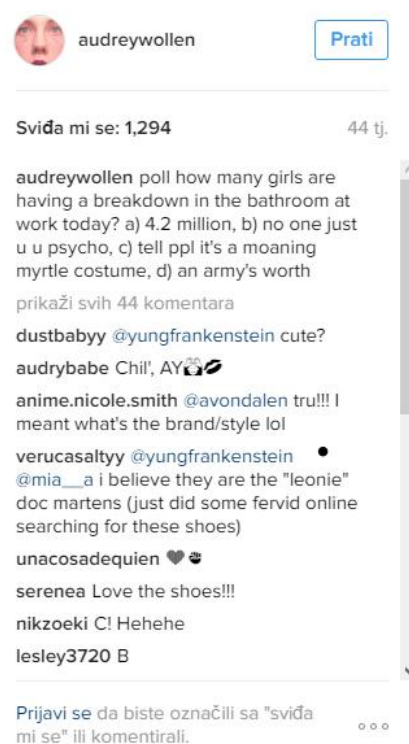 audreywollen
Prati
Sviđa mi se: 1,294
44 tj.
audreywollen poll how many girls are
having a breakdown in the bathroom at
work today? a) 4.2 million, b) no one just
u u psycho, c) tell ppl it's a moaning
myrtle costume, d) an army's worth
prikaži svih 44 komentara
dustbabyy @yungfrankenstein cute?
audrybabe Chil', AY
anime.nicole.smith @avondalen tru!!! I
meant what's the brand/style lol
verucasaltyy @yungfrankenstein
@mia__a i believe they are the "leonie"
doc martens (just did some fervid online
searching for these shoes)
unacosadequien
serenea Love the shoes!!!
nikzoeki C! Hehehe
lesley3720 B
Prijavi se da biste označili sa "sviđa
mi se" ili komentirali.